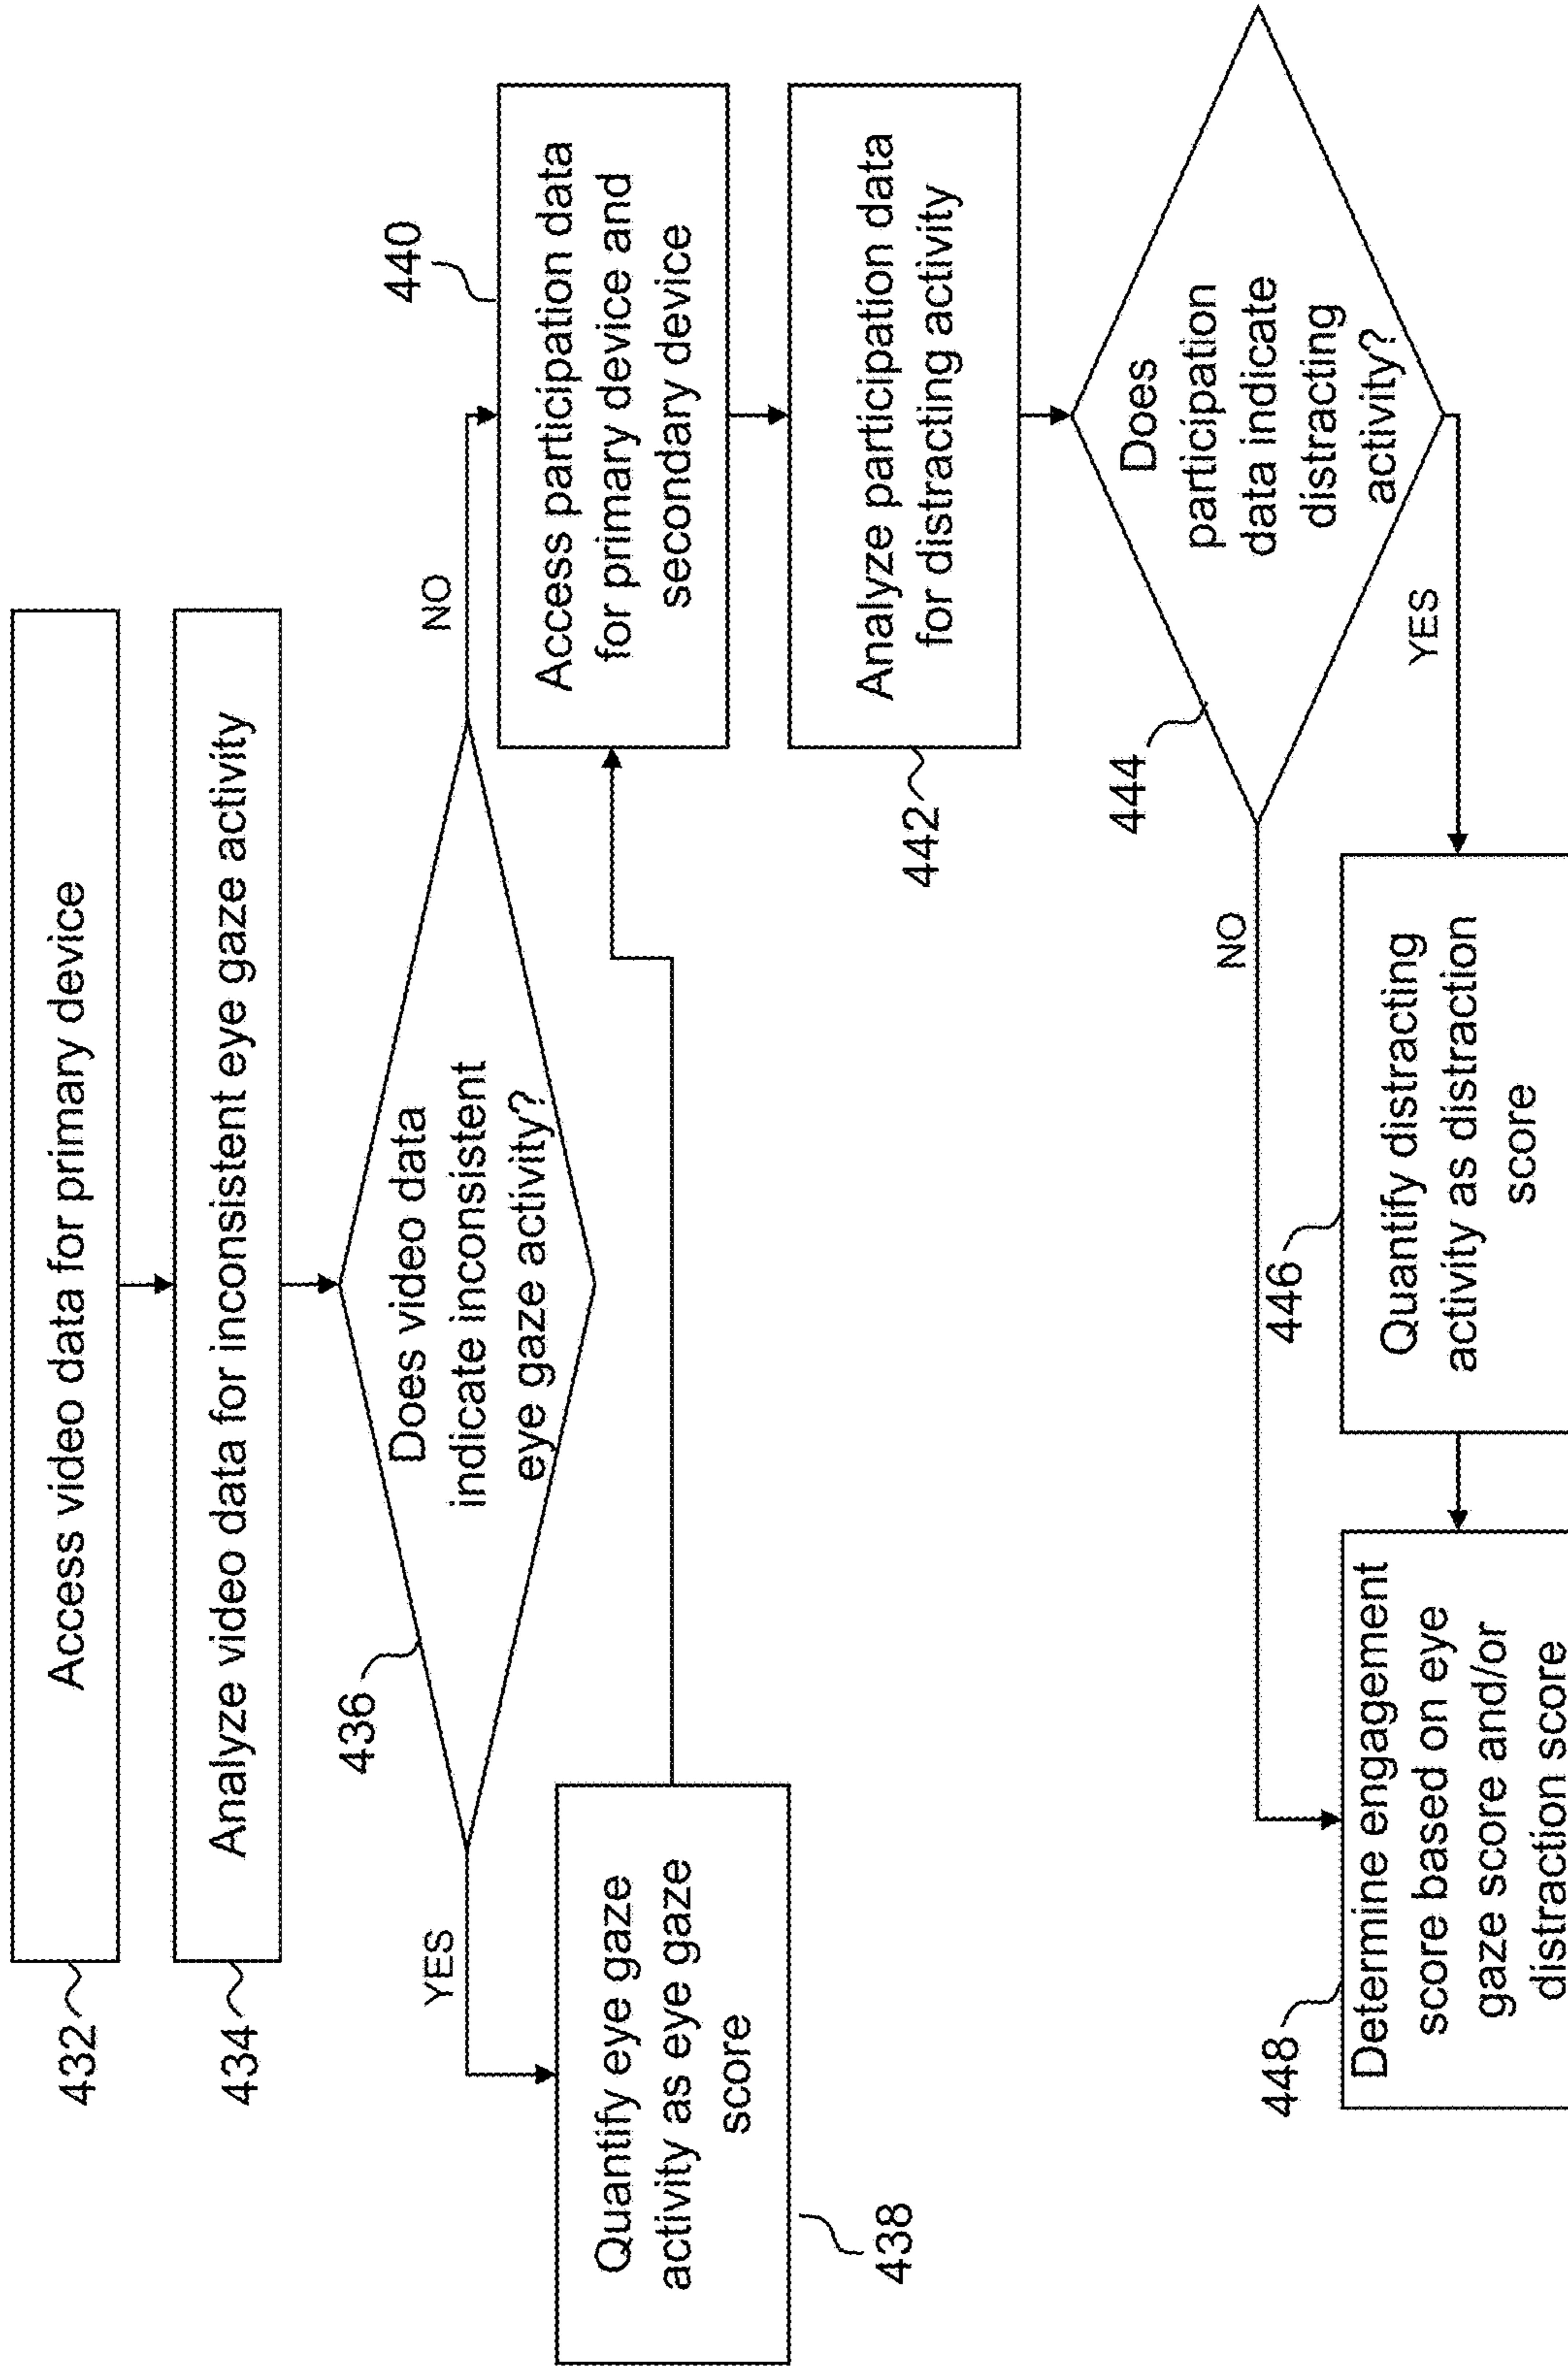 432
Access video data for primary device
434
Analyze video data for inconsistent eye gaze activity
436
Does video data
indicate inconsistent
eye gaze activity?
YES
NO
438
Quantify eye gaze
activity as eye gaze
score
440
Access participation data
for primary device and
secondary device
442
Analyze participation data
for distracting activity
444
Does
participation
data indicate
distracting
activity?
NO
YES
446
Quantify distracting
activity as distraction
score
448
Determine engagement
score based on eye
gaze score and/or
distraction score